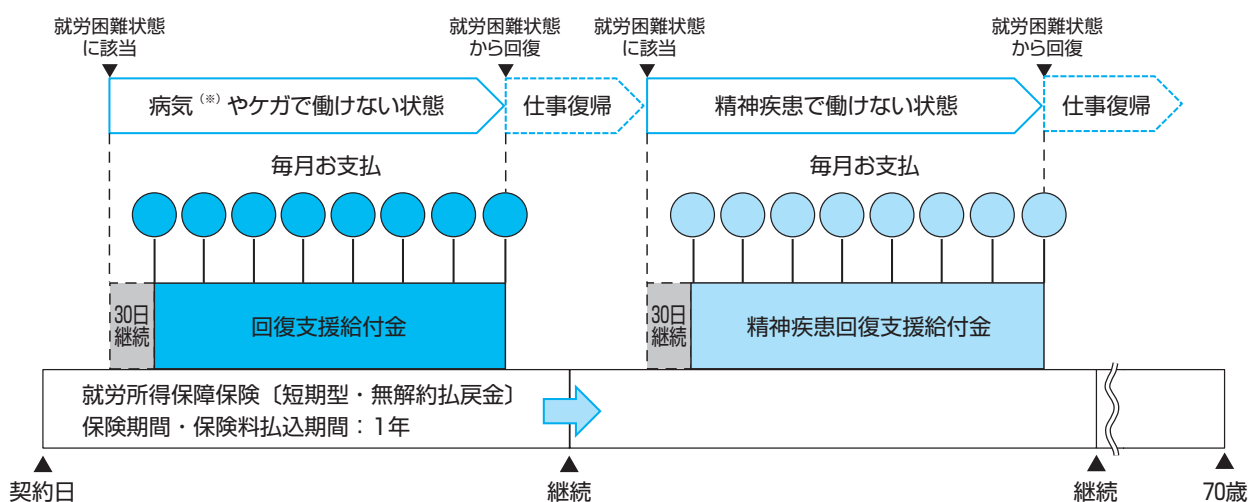 就労困難状態
に該当
就労困難状態
から回復
就労困難状態
に該当
就労困難状態
から回復
病気(※)やケガで働けない状態
仕事復帰
精神疾患で働けない状態
仕事復帰
毎月お支払
毎月お支払
30日
継続
回復支援給付金
30日
継続
精神疾患回復支援給付金
就労所得保障保険〔短期型・無解約払戻金〕
保険期間・保険料払込期間：1年
契約日
継続
継続
70歳